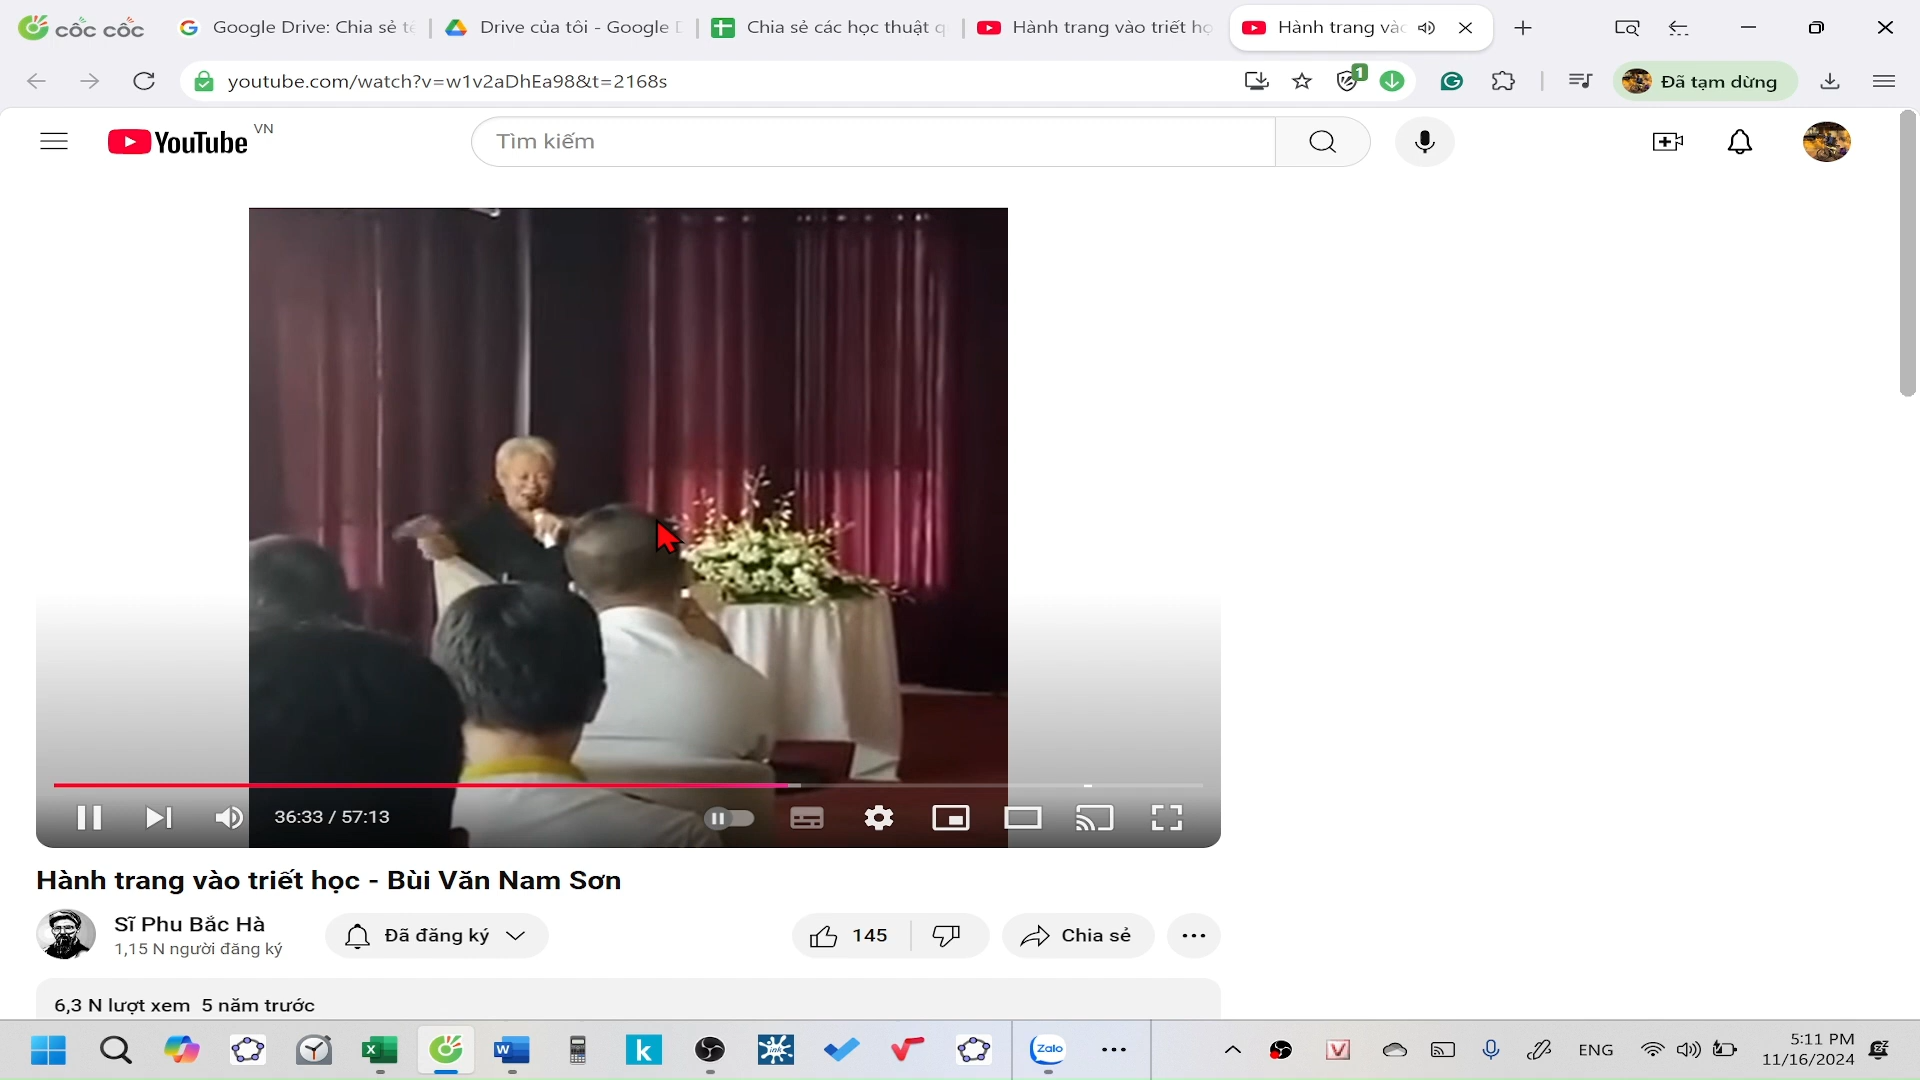 cốc cốc
Google Drive: Chia sẻ tệ
Drive của tôi - Google D
Chia sẻ các học thuật q
Hành trang vào triết họ
Hành trang vào
youtube.com/watch?v=w1v2aDhEa98&t=2168s
1
Đã tạm dừng
YouTube VN
Tìm kiếm
36:33 / 57:13
Hành trang vào triết học - Bùi Văn Nam Sơn
Sĩ Phu Bắc Hà
1,15 N người đăng ký
Đã đăng ký
145
Chia sẻ
6,3 N lượt xem 5 năm trước
Zalo
ENG
5:11 PM
11/16/2024